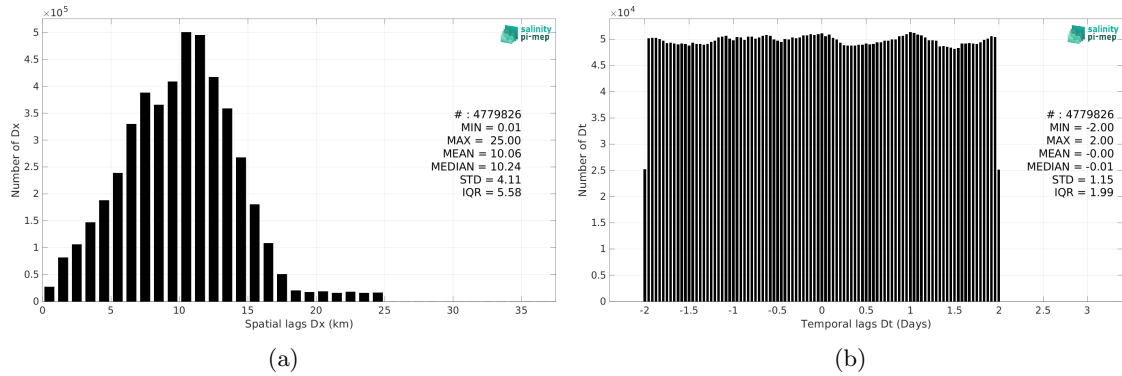 ×10⁵
5
4.5
4
3.5
3
2.5
2
1.5
1
0.5
0
Number of Dx
0 5 10 15 20 25 30 35
Spatial lags Dx (km)
salinity
pi-mep
# : 4779826
MIN = 0.01
MAX = 25.00
MEAN = 10.06
MEDIAN = 10.24
STD = 4.11
IQR = 5.58
(a)
×10⁴
5
4.5
4
3.5
3
2.5
2
1.5
1
0.5
0
Number of Dt
-2 -1.5 -1 -0.5 0 0.5 1 1.5 2 2.5 3
Temporal lags Dt (Days)
salinity
pi-mep
# : 4779826
MIN = -2.00
MAX = 2.00
MEAN = -0.00
MEDIAN = -0.01
STD = 1.15
IQR = 1.99
(b)